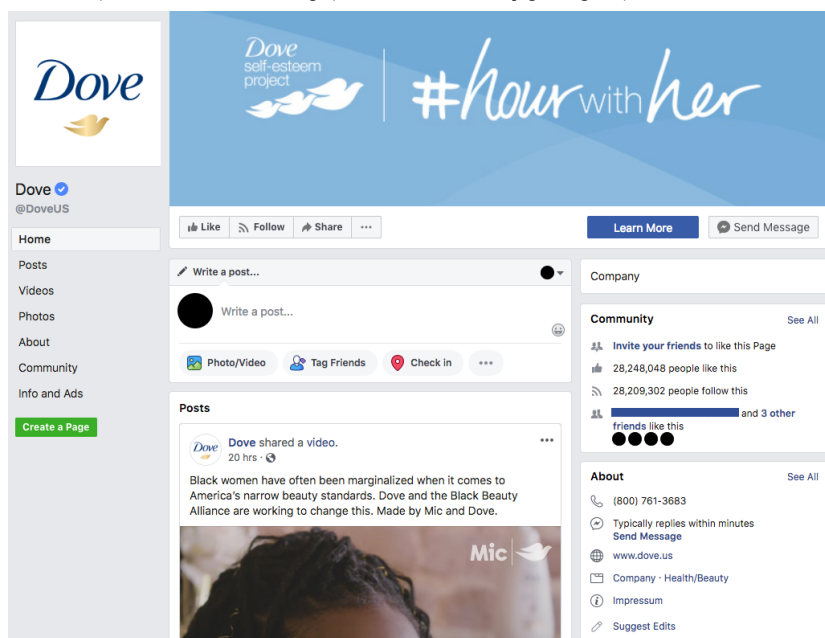 Dove
Dove
self-esteem
project
#hour with her
Dove
@DoveUS
Home
Posts
Videos
Photos
About
Community
Info and Ads
Create a Page
Like
Follow
Share
Learn More
Send Message
Write a post...
Write a post...
Photo/Video
Tag Friends
Check in
Posts
Dove
Dove shared a video.
20 hrs ·
Black women have often been marginalized when it comes to
America's narrow beauty standards. Dove and the Black Beauty
Alliance are working to change this. Made by Mic and Dove.
Mic
Company
Community
See All
Invite your friends to like this Page
28,248,048 people like this
28,209,302 people follow this
and 3 other
friends like this
About
See All
(800) 761-3683
Typically replies within minutes
Send Message
www.dove.us
Company · Health/Beauty
Impressum
Suggest Edits